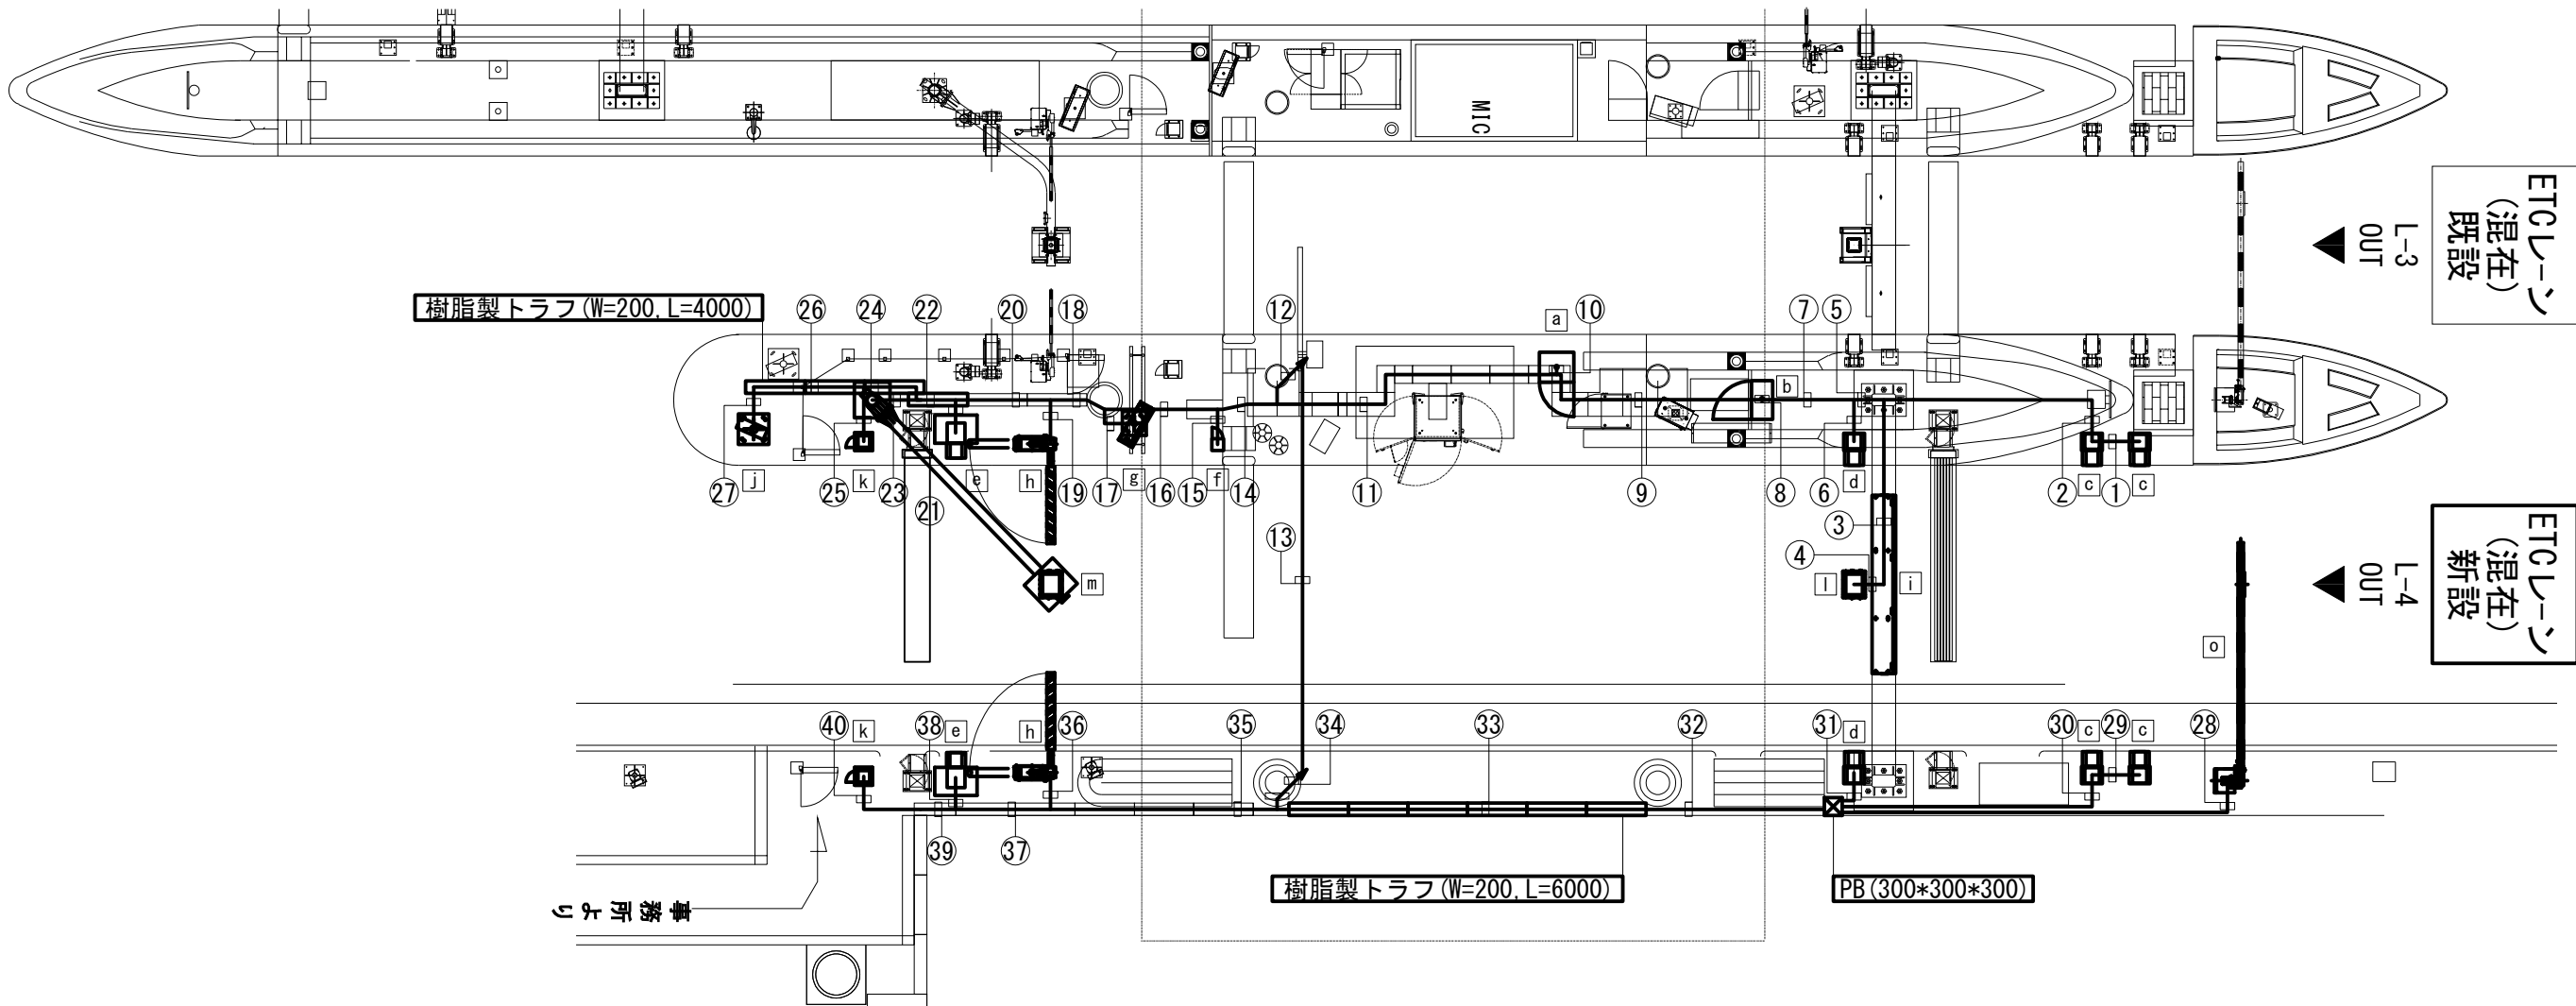 MIC
ETCレーン
(混在)
既設
L-3
OUT
樹脂製トラフ(W=200, L=4000)
26
24
22
20
18
12
a
10
7
5
b
27
j
25
k
23
21
e
h
19
17
g
16
15
f
14
11
9
8
6
d
2
c
1
c
13
3
4
m
l
i
ETCレーン
(混在)
新設
L-4
OUT
o
40
k
38
e
h
36
35
34
33
32
31
d
30
c
29
c
28
39
37
樹脂製トラフ(W=200, L=6000)
PB(300*300*300)
事務所より